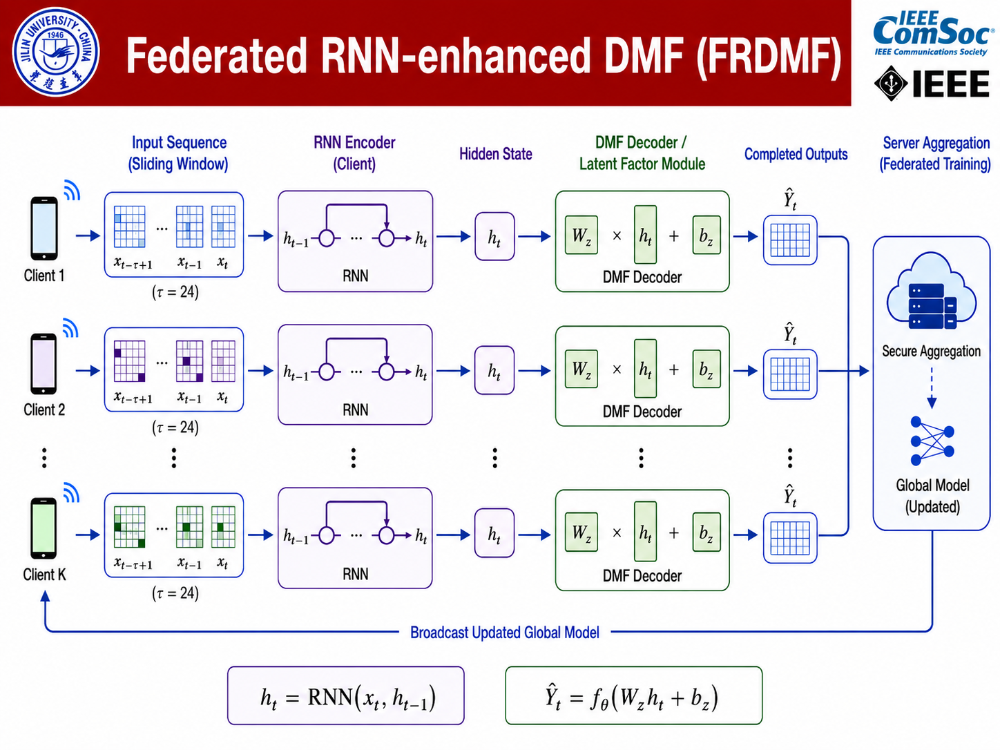 JILIN UNIVERSITY · CHINA
1946
Federated RNN-enhanced DMF (FRDMF)
IEEE
ComSoc®
IEEE Communications Society
IEEE
Input Sequence
(Sliding Window)
RNN Encoder
(Client)
Hidden State
DMF Decoder /
Latent Factor Module
Completed Outputs
Server Aggregation
(Federated Training)
Client 1
... 
x_{t−τ+1} x_{t−1} x_t
(τ = 24)
h_{t−1} ... h_t
RNN
h_t
W_z × h_t + b_z
DMF Decoder
Ŷ_t
Client 2
...
x_{t−τ+1} x_{t−1} x_t
(τ = 24)
h_{t−1} ... h_t
RNN
h_t
W_z × h_t + b_z
DMF Decoder
Ŷ_t
Client K
...
x_{t−τ+1} x_{t−1} x_t
(τ = 24)
h_{t−1} ... h_t
RNN
h_t
W_z × h_t + b_z
DMF Decoder
Ŷ_t
Secure Aggregation
Global Model
(Updated)
Broadcast Updated Global Model
h_t = RNN(x_t, h_{t−1})
Ŷ_t = f_θ(W_z h_t + b_z)